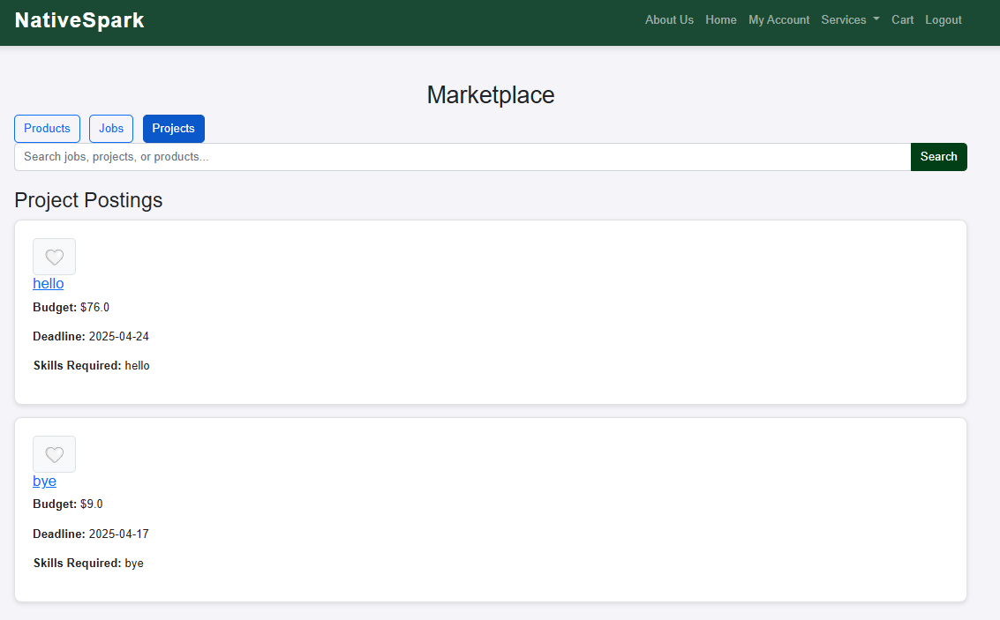 NativeSpark
About Us Home My Account Services Cart Logout
Marketplace
Products Jobs Projects
Search jobs, projects, or products... Search
Project Postings
hello
Budget: $76.0
Deadline: 2025-04-24
Skills Required: hello
bye
Budget: $9.0
Deadline: 2025-04-17
Skills Required: bye